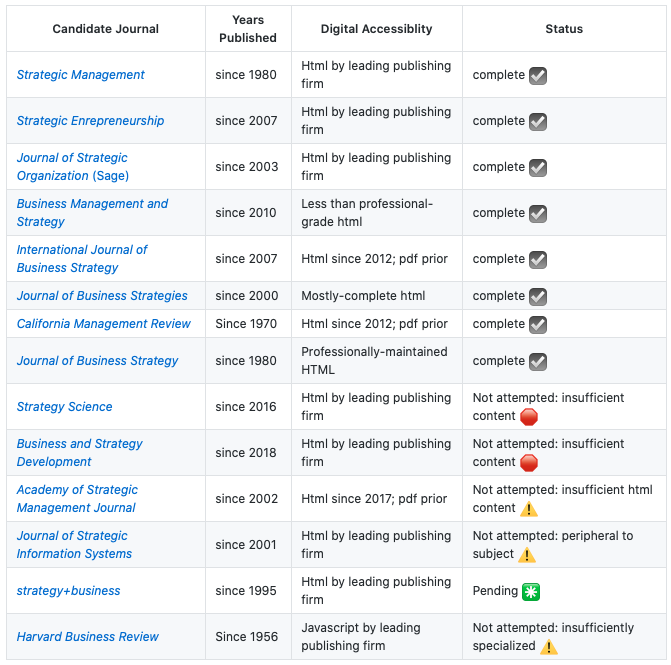 Candidate Journal
Years
Published
Digital Accessiblity
Status
Strategic Management
since 1980
Html by leading publishing
firm
complete
Strategic Enrepreneurship
since 2007
Html by leading publishing
firm
complete
Journal of Strategic
Organization (Sage)
since 2003
Html by leading publishing
firm
complete
Business Management and
Strategy
since 2010
Less than professional-
grade html
complete
International Journal of
Business Strategy
since 2007
Html since 2012; pdf prior
complete
Journal of Business Strategies
since 2000
Mostly-complete html
complete
California Management Review
Since 1970
Html since 2012; pdf prior
complete
Journal of Business Strategy
since 1980
Professionally-maintained
HTML
complete
Strategy Science
since 2016
Html by leading publishing
firm
Not attempted: insufficient
content
Business and Strategy
Development
since 2018
Html by leading publishing
firm
Not attempted: insufficient
content
Academy of Strategic
Management Journal
since 2002
Html since 2017; pdf prior
Not attempted: insufficient html
content
Journal of Strategic
Information Systems
since 2001
Html by leading publishing
firm
Not attempted: peripheral to
subject
strategy+business
since 1995
Html by leading publishing
firm
Pending
Harvard Business Review
Since 1956
Javascript by leading
publishing firm
Not attempted: insufficiently
specialized